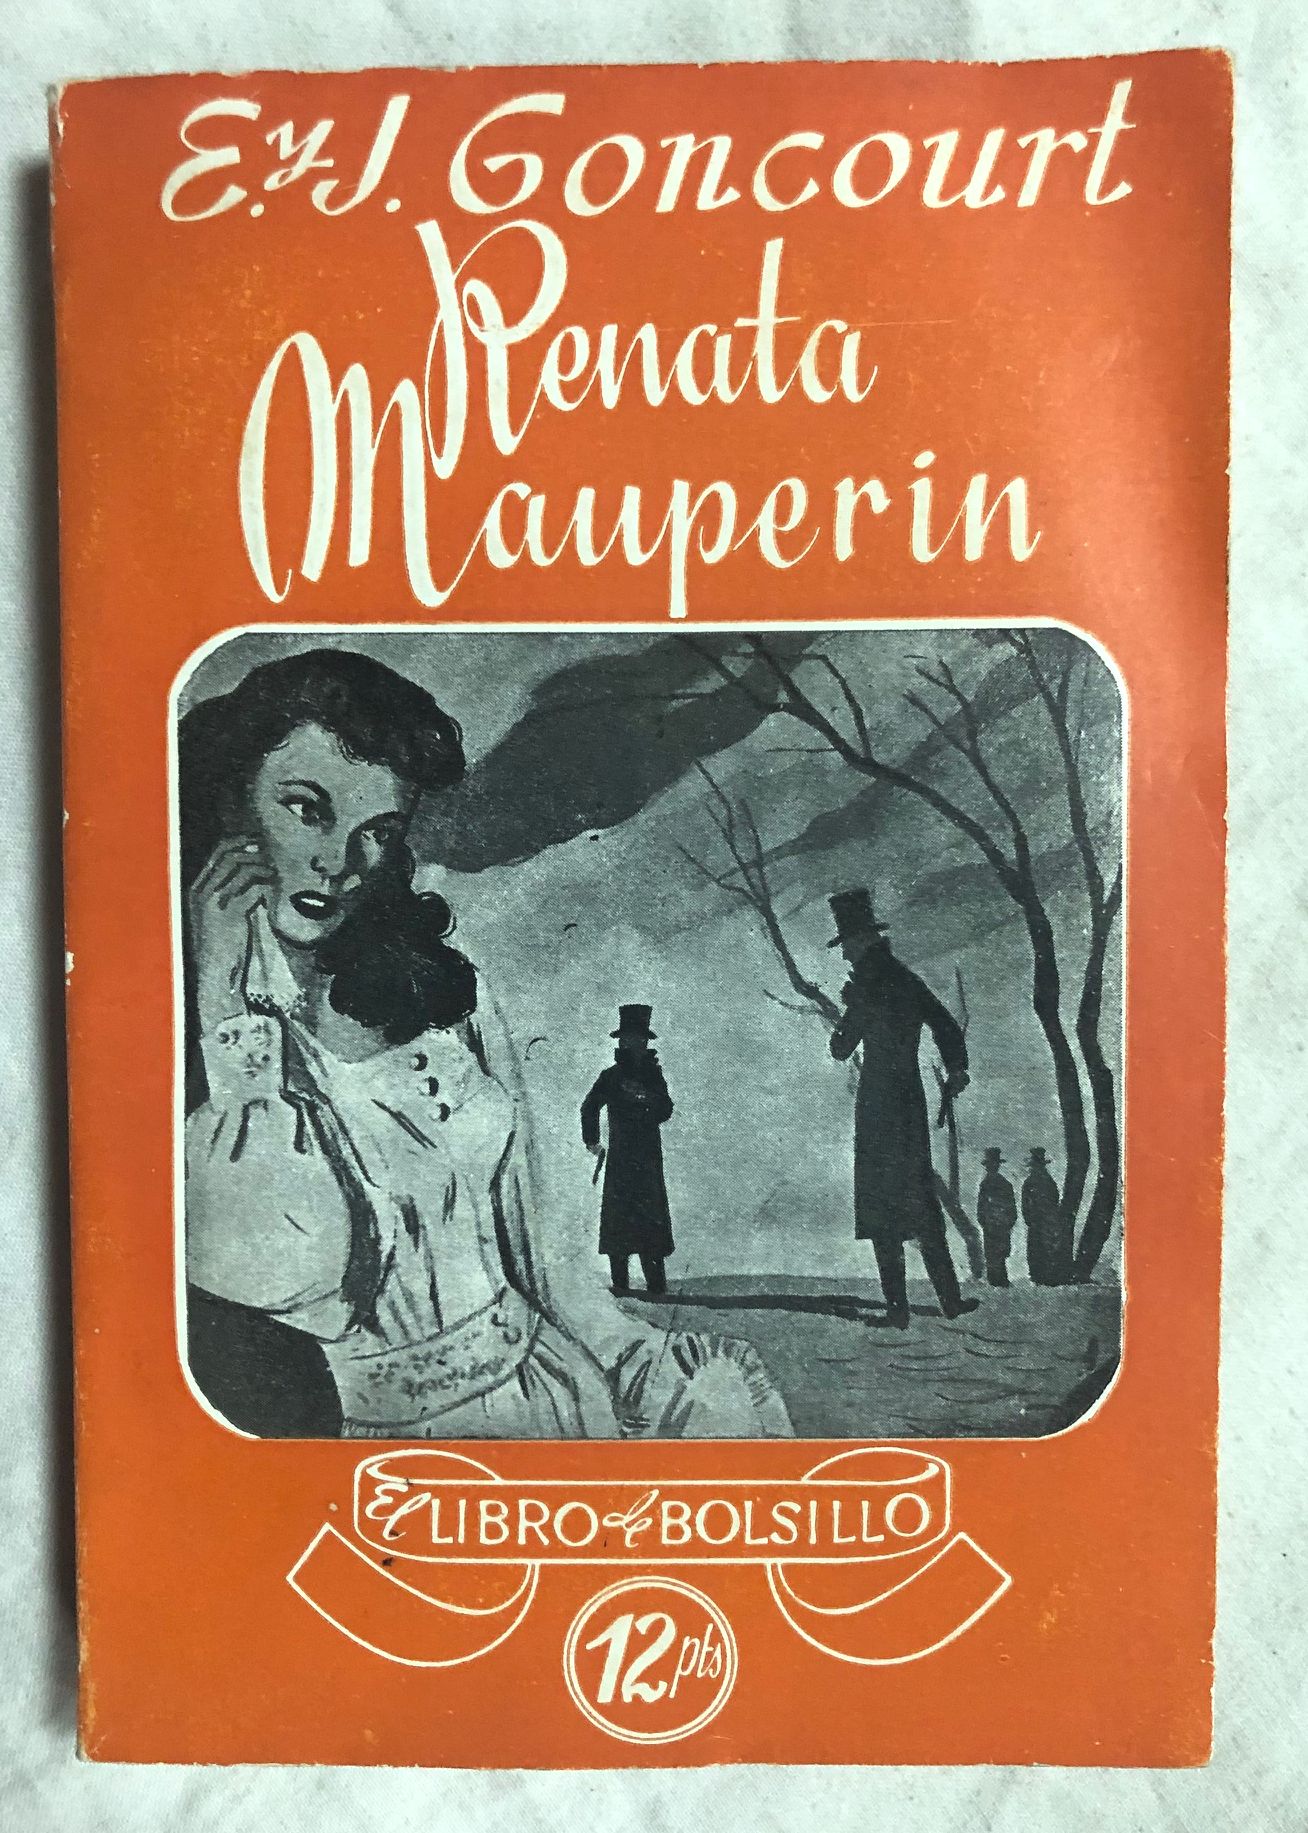 E. y J. Goncourt
Renata
Mauperin
El LIBRO de BOLSILLO
12 pts